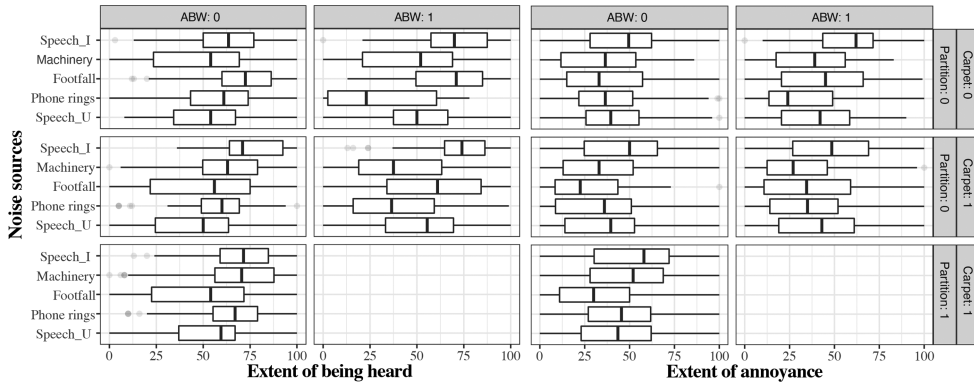 ABW: 0 ABW: 1 ABW: 0 ABW: 1
Noise sources
Speech_I
Machinery
Footfall
Phone rings
Speech_U
Carpet: 0
Partition: 0
Speech_I
Machinery
Footfall
Phone rings
Speech_U
Carpet: 1
Partition: 0
Speech_I
Machinery
Footfall
Phone rings
Speech_U
Carpet: 1
Partition: 1
0 25 50 75 100 0 25 50 75 100 0 25 50 75 100 0 25 50 75 100
Extent of being heard Extent of annoyance